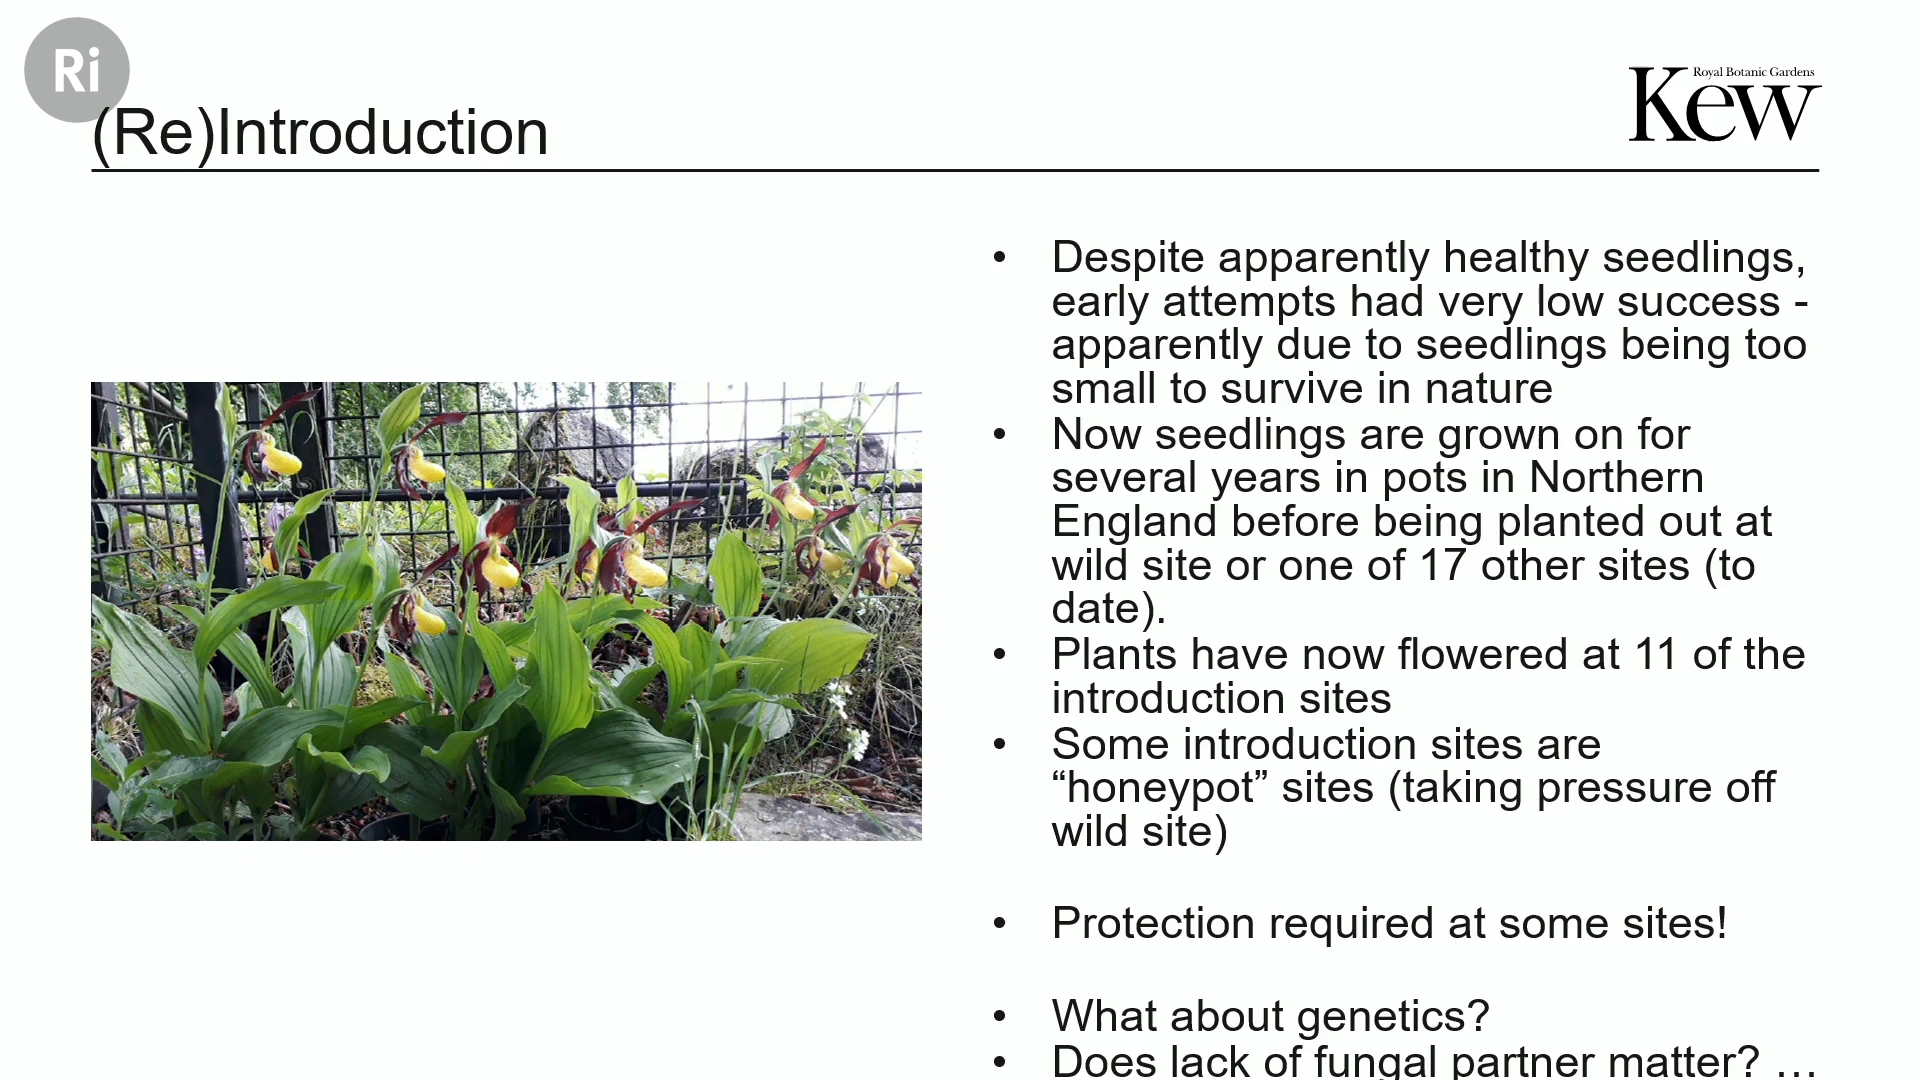 Ri
Royal Botanic Gardens
Kew
(Re)Introduction
• Despite apparently healthy seedlings,
early attempts had very low success -
apparently due to seedlings being too
small to survive in nature
• Now seedlings are grown on for
several years in pots in Northern
England before being planted out at
wild site or one of 17 other sites (to
date).
• Plants have now flowered at 11 of the
introduction sites
• Some introduction sites are
“honeypot” sites (taking pressure off
wild site)
• Protection required at some sites!
• What about genetics?
• Does lack of fungal partner matter? …